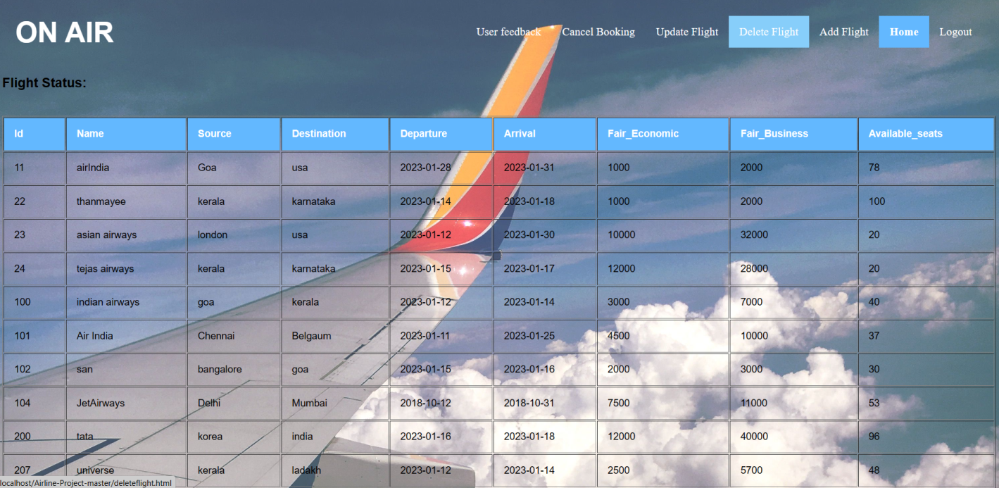 ON AIR
User feedback Cancel Booking Update Flight Delete Flight Add Flight Home Logout
Flight Status:
Id Name Source Destination Departure Arrival Fair_Economic Fair_Business Available_seats
11 airIndia Goa usa 2023-01-28 2023-01-31 1000 2000 78
22 thanmayee kerala karnataka 2023-01-14 2023-01-18 1000 2000 100
23 asian airways london usa 2023-01-12 2023-01-30 10000 32000 20
24 tejas airways kerala karnataka 2023-01-15 2023-01-17 12000 28000 20
100 indian airways goa kerala 2023-01-12 2023-01-14 3000 7000 40
101 Air India Chennai Belgaum 2023-01-11 2023-01-25 4500 10000 37
102 san bangalore goa 2023-01-15 2023-01-16 2000 3000 30
104 JetAirways Delhi Mumbai 2018-10-12 2018-10-31 7500 11000 53
200 tata korea india 2023-01-16 2023-01-18 12000 40000 96
207 universe kerala ladakh 2023-01-12 2023-01-14 2500 5700 48
localhost/Airline-Project-master/deleteflight.html